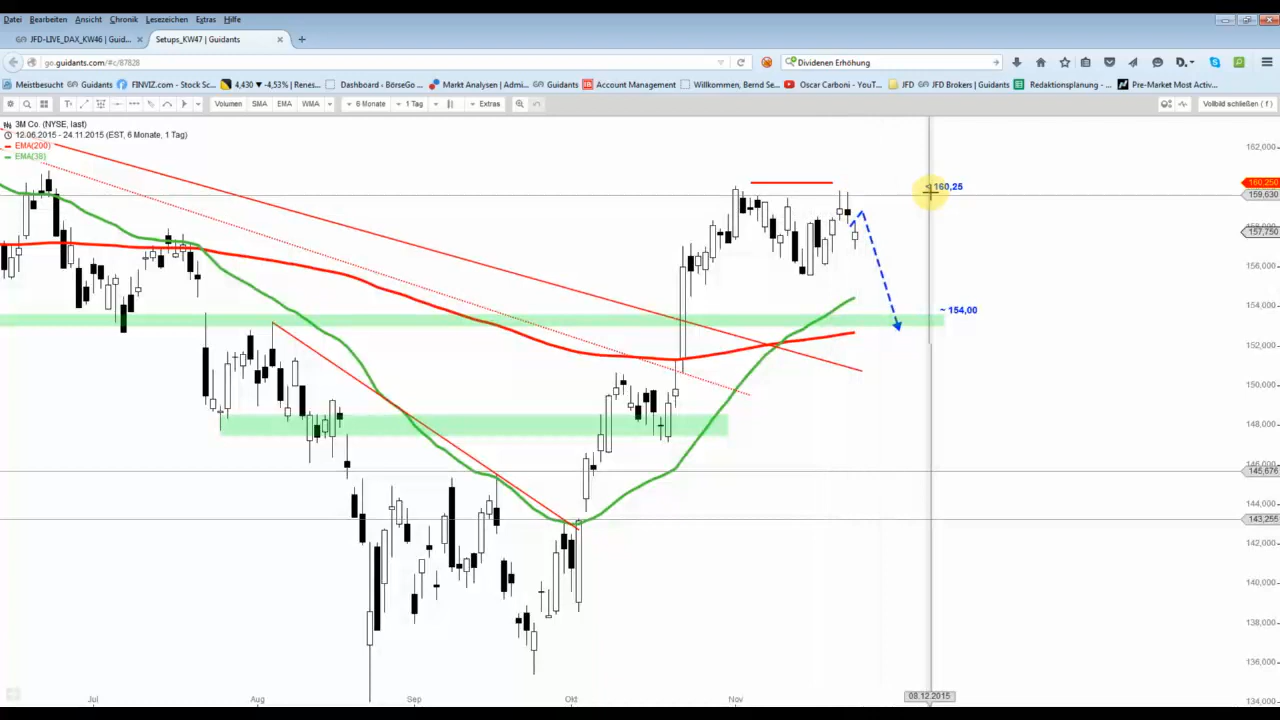 Datei Bearbeiten Ansicht Chronik Lesezeichen Extras Hilfe
JFD-LIVE_DAX_KW46 | Guid... Setups_KW47 | Guidants
go.guidants.com/#c/87828 Dividenen Erhöhung
Meistbesucht Guidants FINVIZ.com - Stock Sc... 4,430 ▼ -4,53% | Renes... Dashboard - BörseGo ... Markt Analysen | Admi... Guidants Account Management Willkommen, Bernd Se... Oscar Carboni - YouT... JFD JFD Brokers | Guidants Redaktionsplanung - ... Pre-Market Most Activ...
Volumen SMA EMA WMA 6 Monate 1 Tag Extras Vollbild schließen ( f )
3M Co. (NYSE, last)
12.06.2015 - 24.11.2015 (EST, 6 Monate, 1 Tag)
EMA(200)
EMA(38)
162,000
160,250
160,25
159,630
157,750
156,000
154,000
~ 154,00
152,000
150,000
148,000
145,676
144,000
143,255
142,000
140,000
138,000
136,000
134,000
Jul Aug Sep Okt Nov 08.12.2015